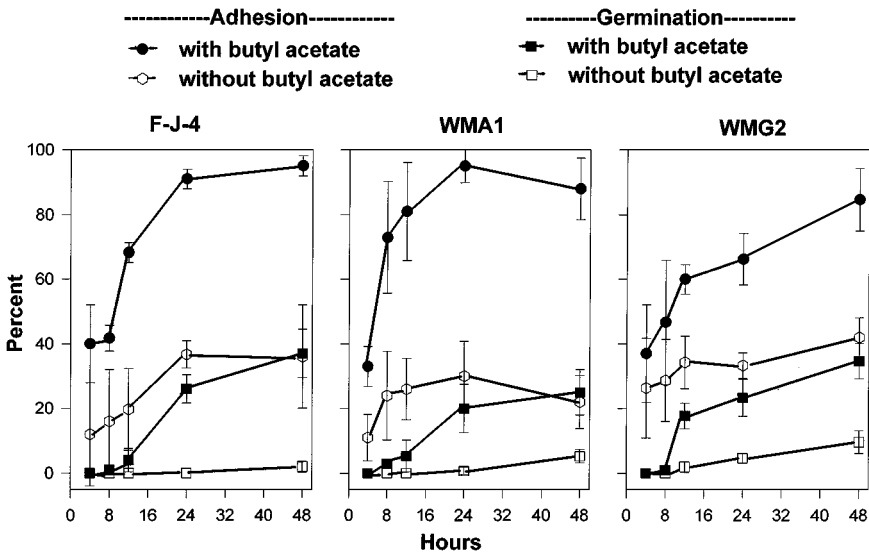 ----------Adhesion------------ ---------Germination---------
with butyl acetate with butyl acetate
without butyl acetate without butyl acetate
F-J-4 WMA1 WMG2
100
80
60
40
20
0
Percent
0 8 16 24 32 40 48 0 8 16 24 32 40 48 0 8 16 24 32 40 48
Hours